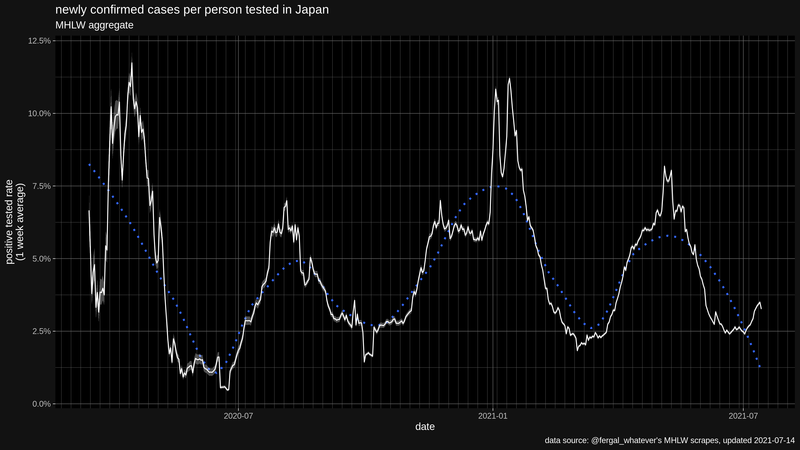 newly confirmed cases per person tested in Japan
MHLW aggregate
12.5%
10.0%
7.5%
5.0%
2.5%
0.0%
positive tested rate
(1 week average)
2020-07
2021-01
2021-07
date
data source: @fergal_whatever's MHLW scrapes, updated 2021-07-14